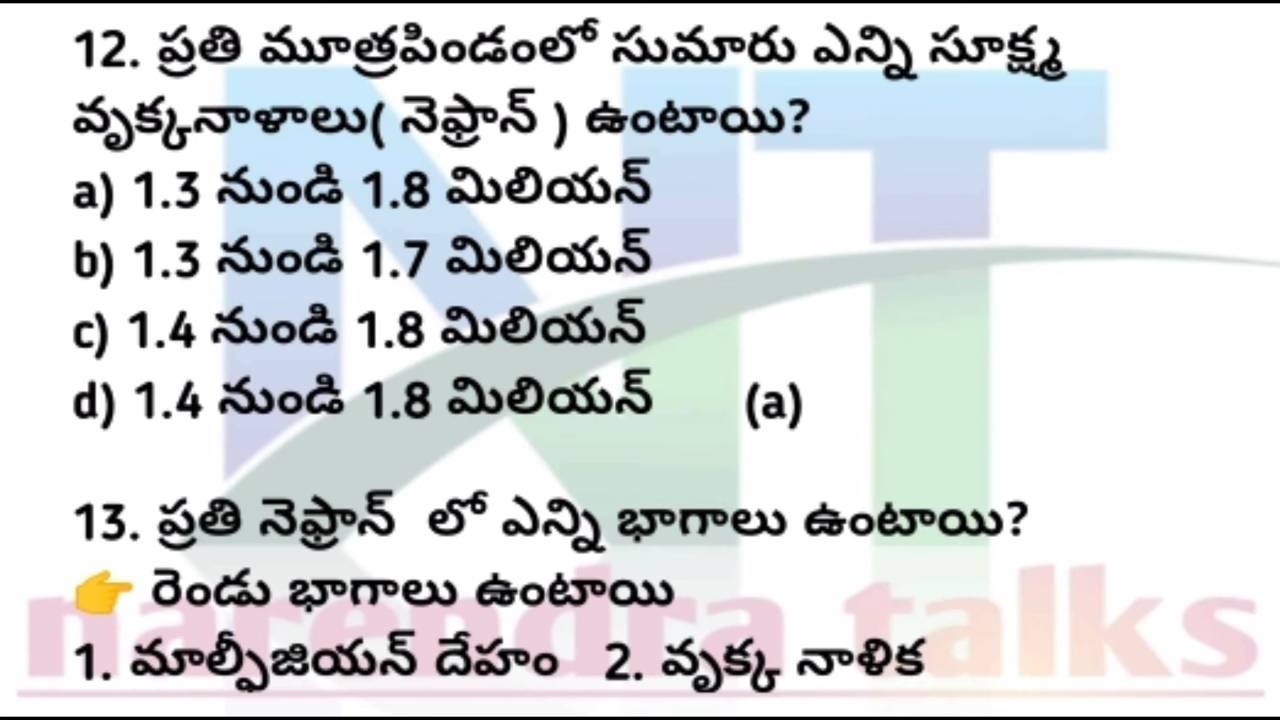 12. ప్రతి మూత్రపిండంలో సుమారు ఎన్ని సూక్ష్మ
వృక్కనాళాలు( నెఫ్రాన్ ) ఉంటాయి?
a) 1.3 నుండి 1.8 మిలియన్
b) 1.3 నుండి 1.7 మిలియన్
c) 1.4 నుండి 1.8 మిలియన్
d) 1.4 నుండి 1.8 మిలియన్ (a)
13. ప్రతి నెఫ్రాన్ లో ఎన్ని భాగాలు ఉంటాయి?
👉 రెండు భాగాలు ఉంటాయి
1. మాల్ఫీజియన్ దేహం 2. వృక్క నాళిక
NT
narendra talks